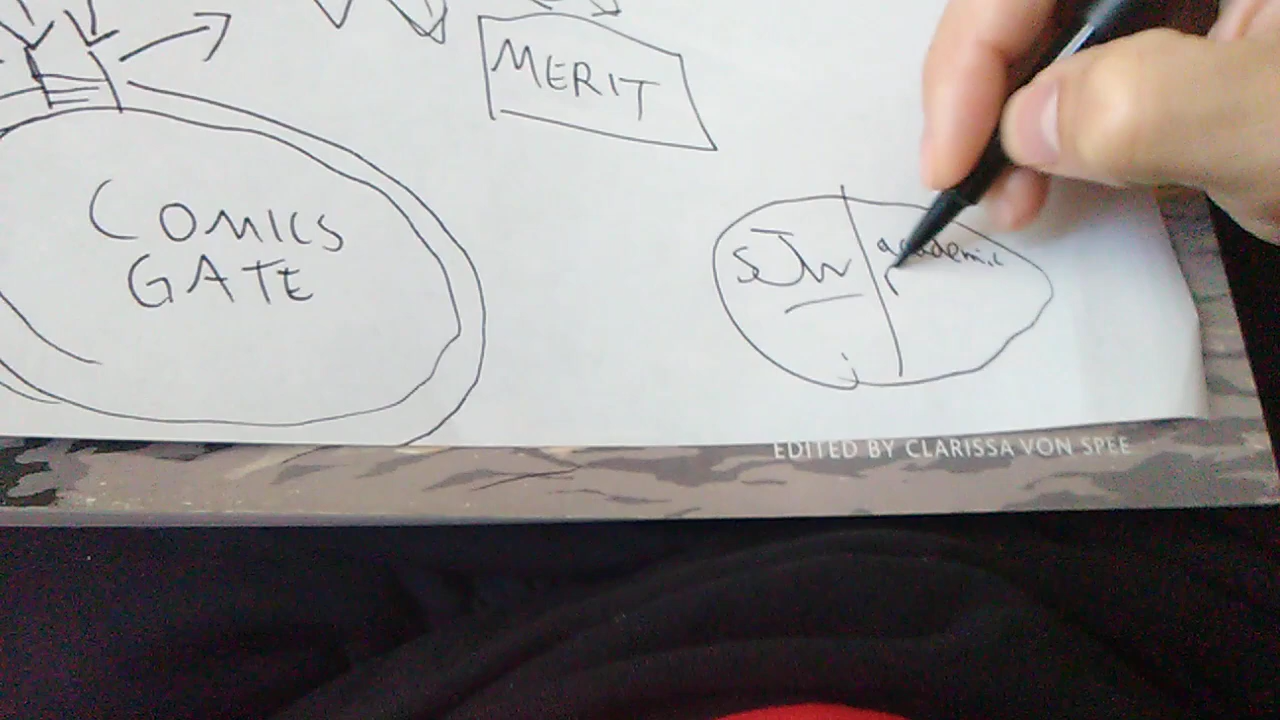 MERIT
COMICS
GATE
SJW
academic
EDITED BY CLARISSA VON SPEE